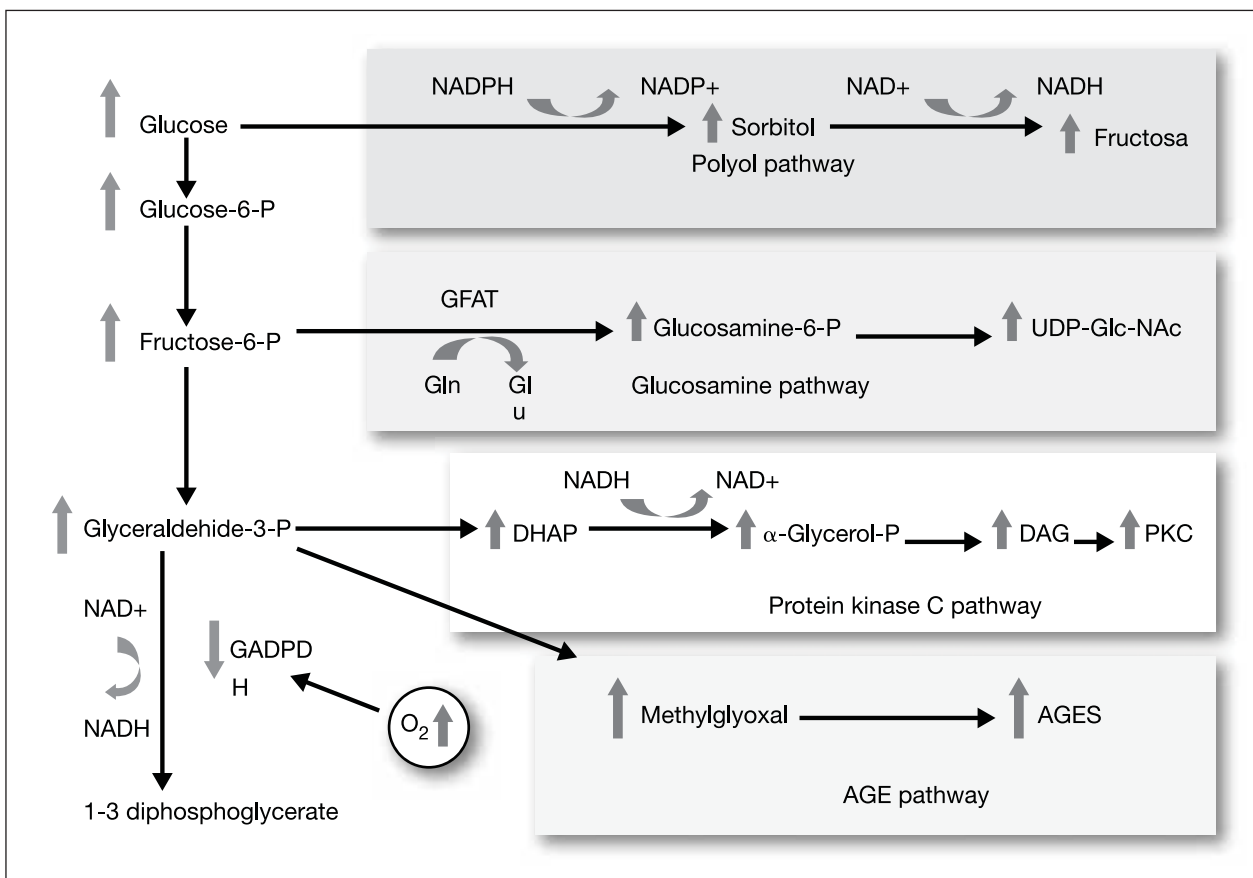 NADPH
NADP+
NAD+
NADH
Glucose
Sorbitol
Fructosa
Polyol pathway
Glucose-6-P
GFAT
Fructose-6-P
Glucosamine-6-P
UDP-Glc-NAc
Gln
Gl
u
Glucosamine pathway
NADH
NAD+
Glyceraldehide-3-P
DHAP
α-Glycerol-P
DAG
PKC
Protein kinase C pathway
NAD+
GADPD
H
NADH
O2
Methylglyoxal
AGES
AGE pathway
1-3 diphosphoglycerate